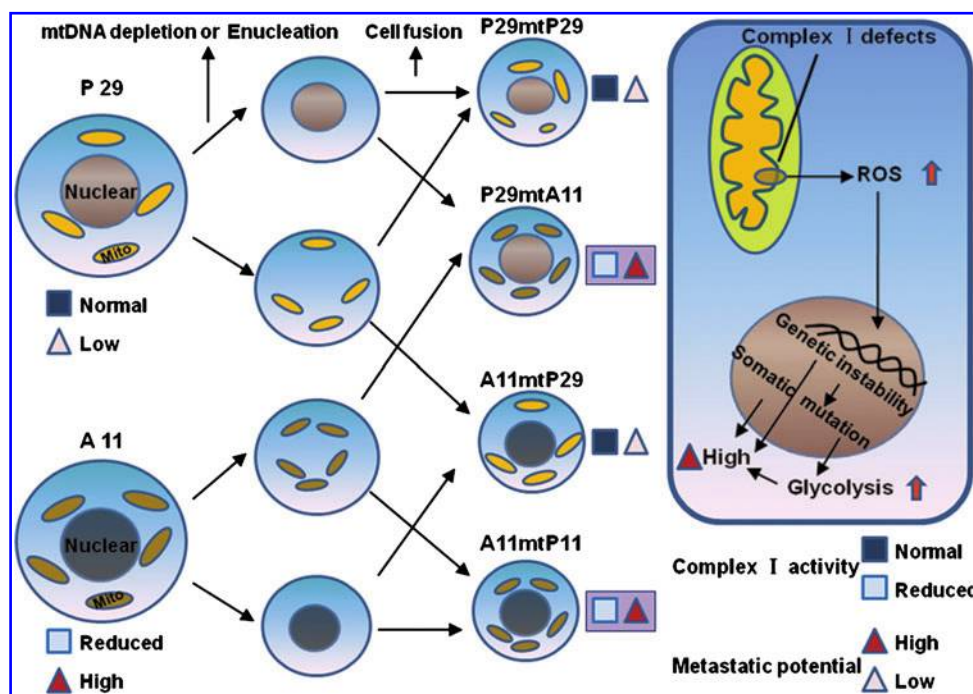 mtDNA depletion or Enucleation
Cell fusion
P29mtP29
P 29
Nuclear
Mito
Normal
Low
P29mtA11
A11mtP29
A 11
Nuclear
Mito
Reduced
High
A11mtP11
Complex I defects
ROS
Genetic instability
Somatic mutation
High
Glycolysis
Complex I activity
Normal
Reduced
Metastatic potential
High
Low